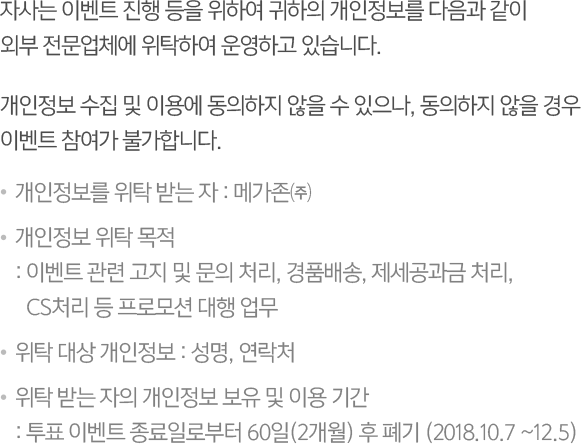 자사는 이벤트 진행 등을 위하여 귀하의 개인정보를 다음과 같이
외부 전문업체에 위탁하여 운영하고 있습니다.
개인정보 수집 및 이용에 동의하지 않을 수 있으나, 동의하지 않을 경우
이벤트 참여가 불가합니다.
• 개인정보를 위탁 받는 자 : 메가존㈜
• 개인정보 위탁 목적
: 이벤트 관련 고지 및 문의 처리, 경품배송, 제세공과금 처리,
CS처리 등 프로모션 대행 업무
• 위탁 대상 개인정보 : 성명, 연락처
• 위탁 받는 자의 개인정보 보유 및 이용 기간
: 투표 이벤트 종료일로부터 60일(2개월) 후 폐기 (2018.10.7 ~12.5)